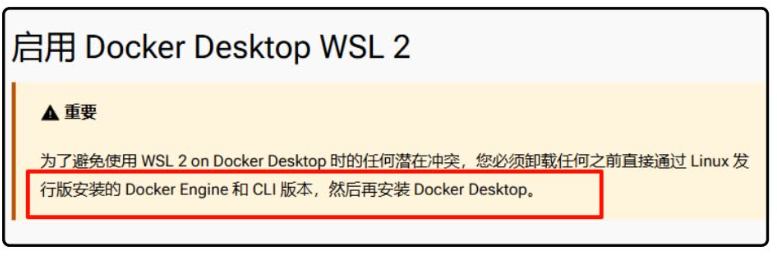 启用 Docker Desktop WSL 2
重要
为了避免使用 WSL 2 on Docker Desktop 时的任何潜在冲突，您必须卸载任何之前直接通过 Linux 发
行版安装的 Docker Engine 和 CLI 版本，然后再安装 Docker Desktop。